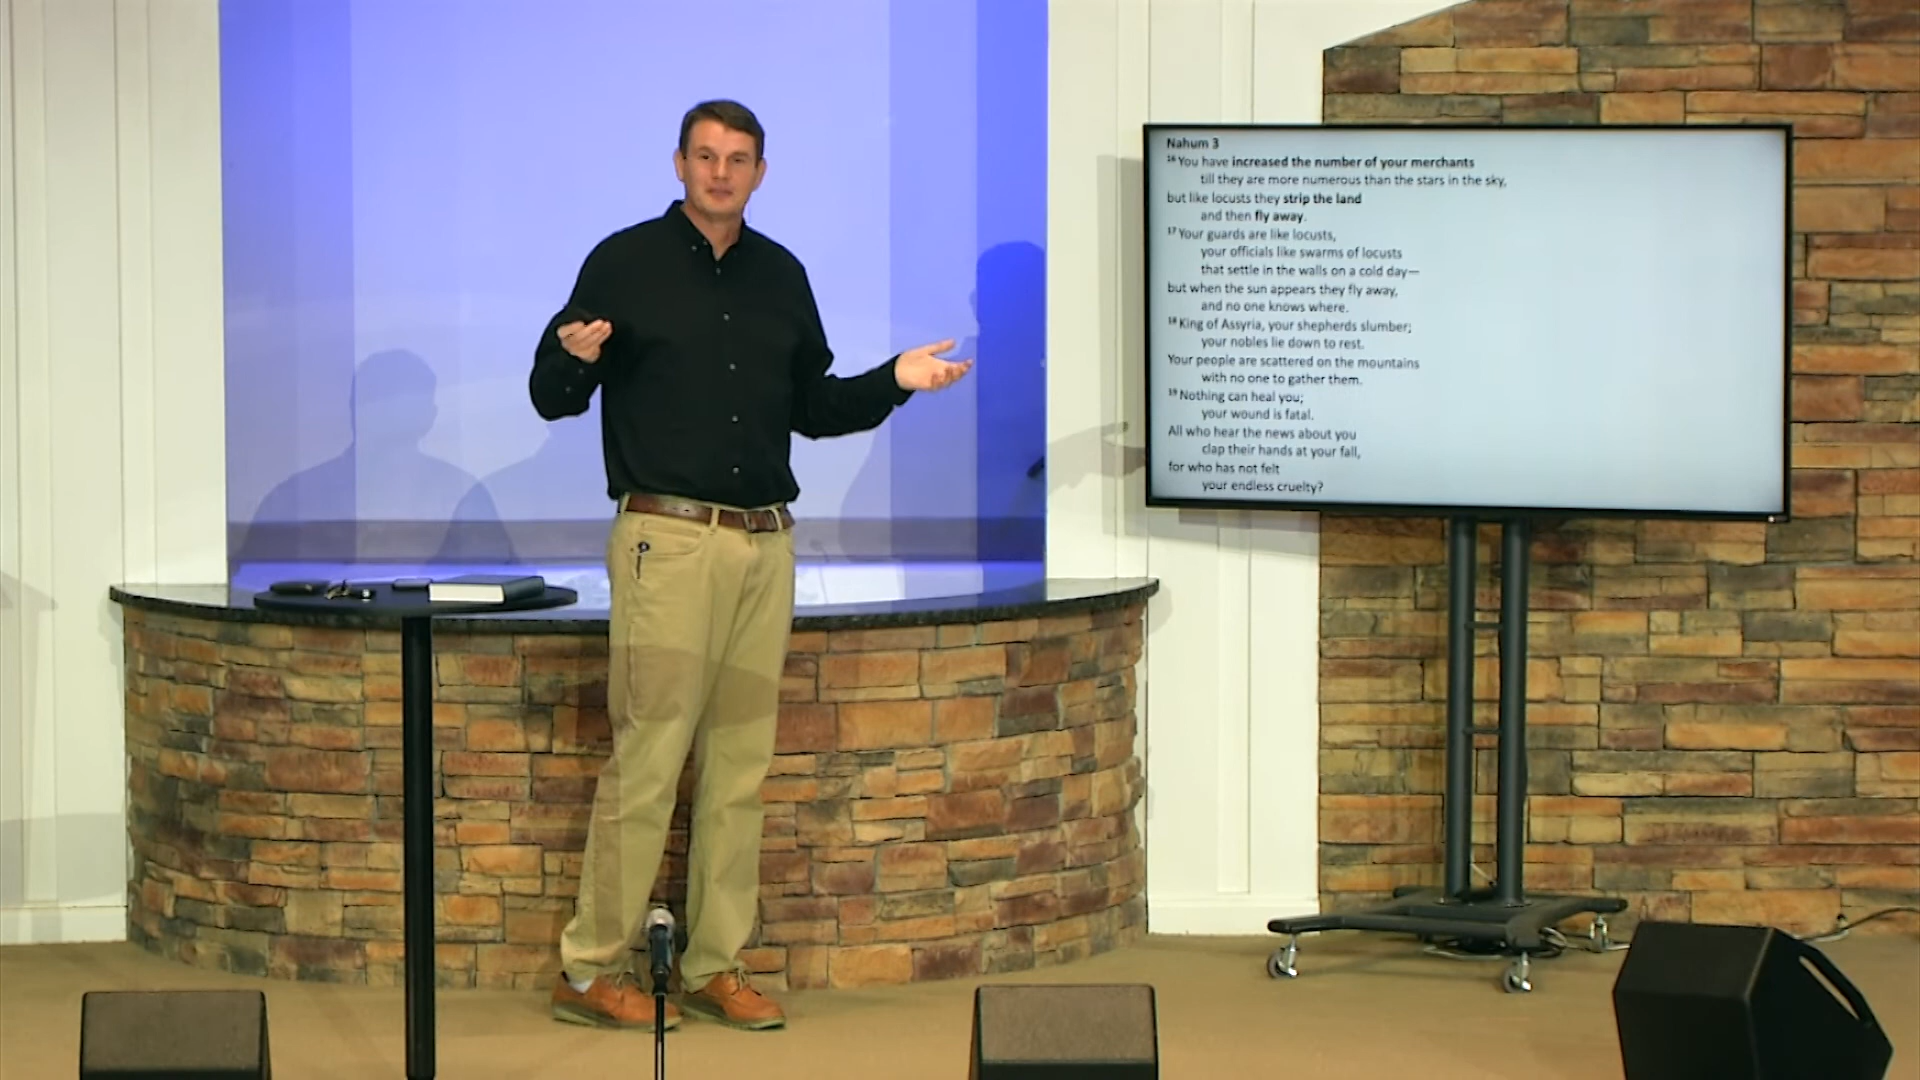 Nahum 3
16 You have increased the number of your merchants
till they are more numerous than the stars in the sky,
but like locusts they strip the land
and then fly away.
17 Your guards are like locusts,
your officials like swarms of locusts
that settle in the walls on a cold day—
but when the sun appears they fly away,
and no one knows where.
18 King of Assyria, your shepherds slumber;
your nobles lie down to rest.
Your people are scattered on the mountains
with no one to gather them.
19 Nothing can heal you;
your wound is fatal.
All who hear the news about you
clap their hands at your fall,
for who has not felt
your endless cruelty?